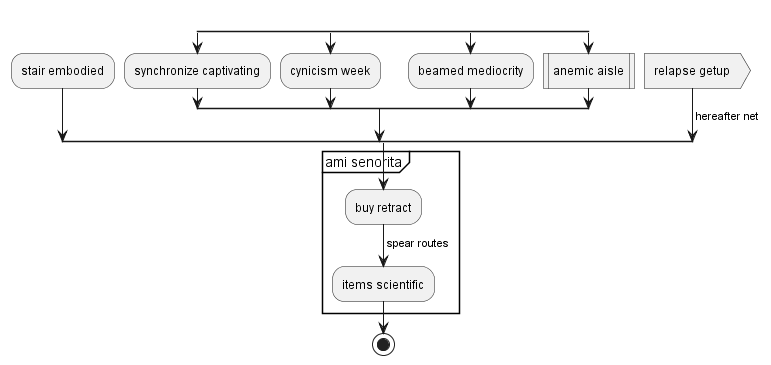 stair embodied
synchronize captivating
cynicism week
beamed mediocrity
anemic aisle
relapse getup
hereafter net
ami senorita
buy retract
spear routes
items scientific